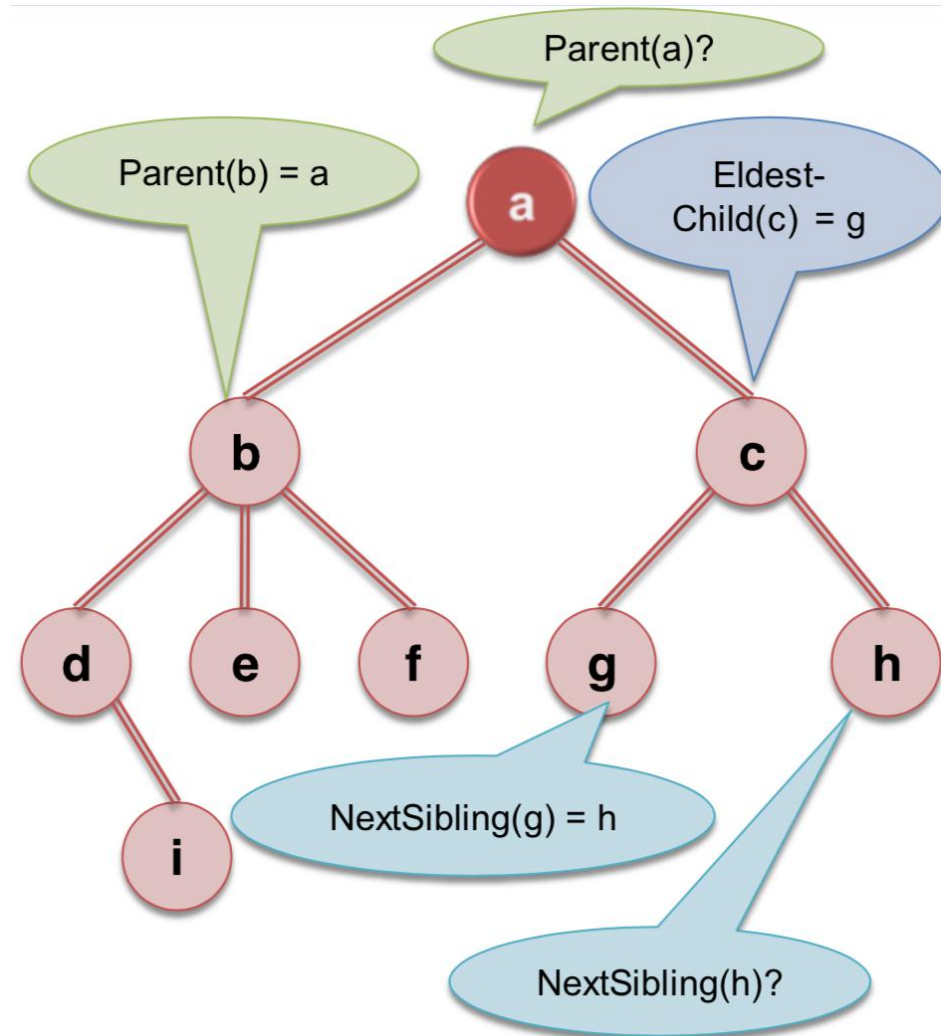 Parent(a)?
Parent(b) = a
a
Eldest-
Child(c) = g
b
c
d
e
f
g
h
NextSibling(g) = h
i
NextSibling(h)?